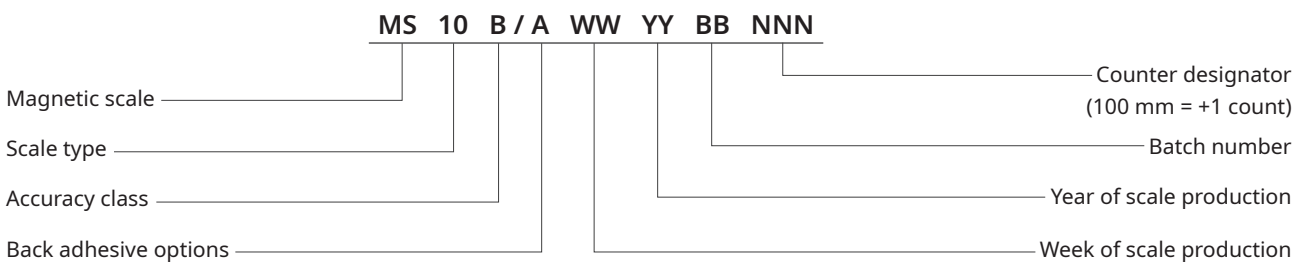 MS 10 B / A WW YY BB NNN
Magnetic scale
Scale type
Accuracy class
Back adhesive options
Counter designator
(100 mm = +1 count)
Batch number
Year of scale production
Week of scale production